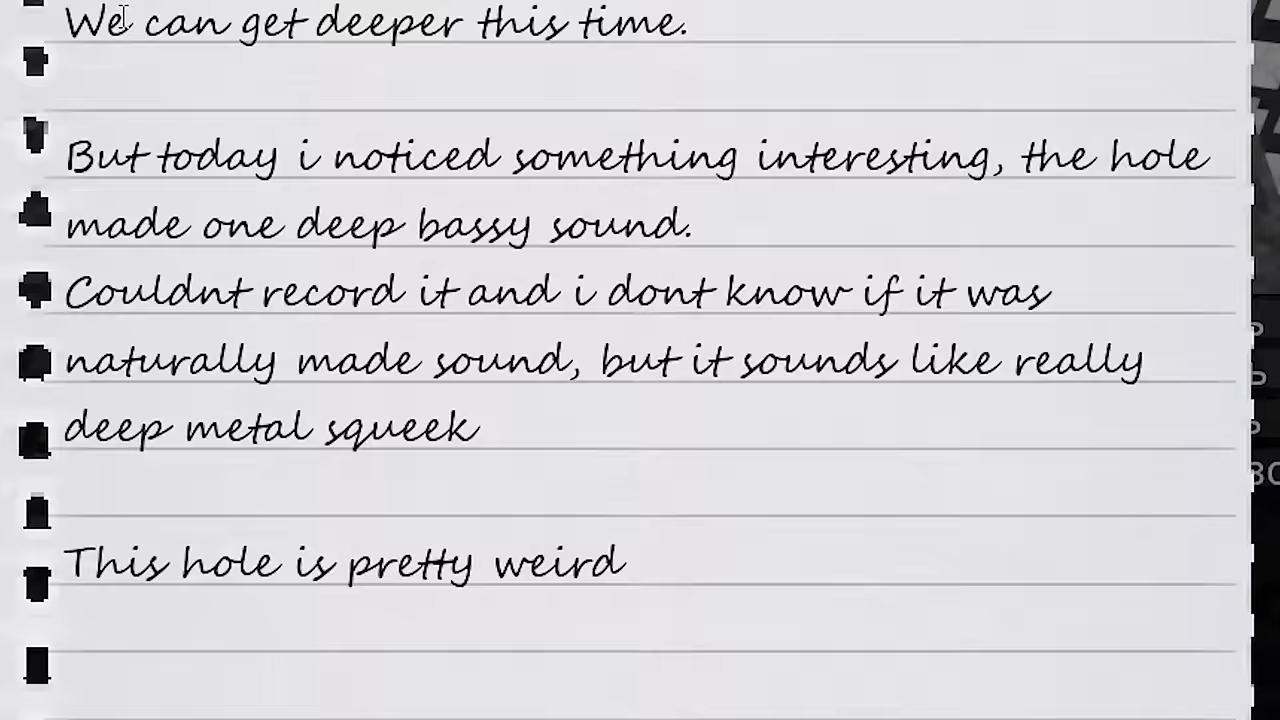 We can get deeper this time.
But today i noticed something interesting, the hole
made one deep bassy sound.
Couldnt record it and i dont know if it was
naturally made sound, but it sounds like really
deep metal squeek
This hole is pretty weird